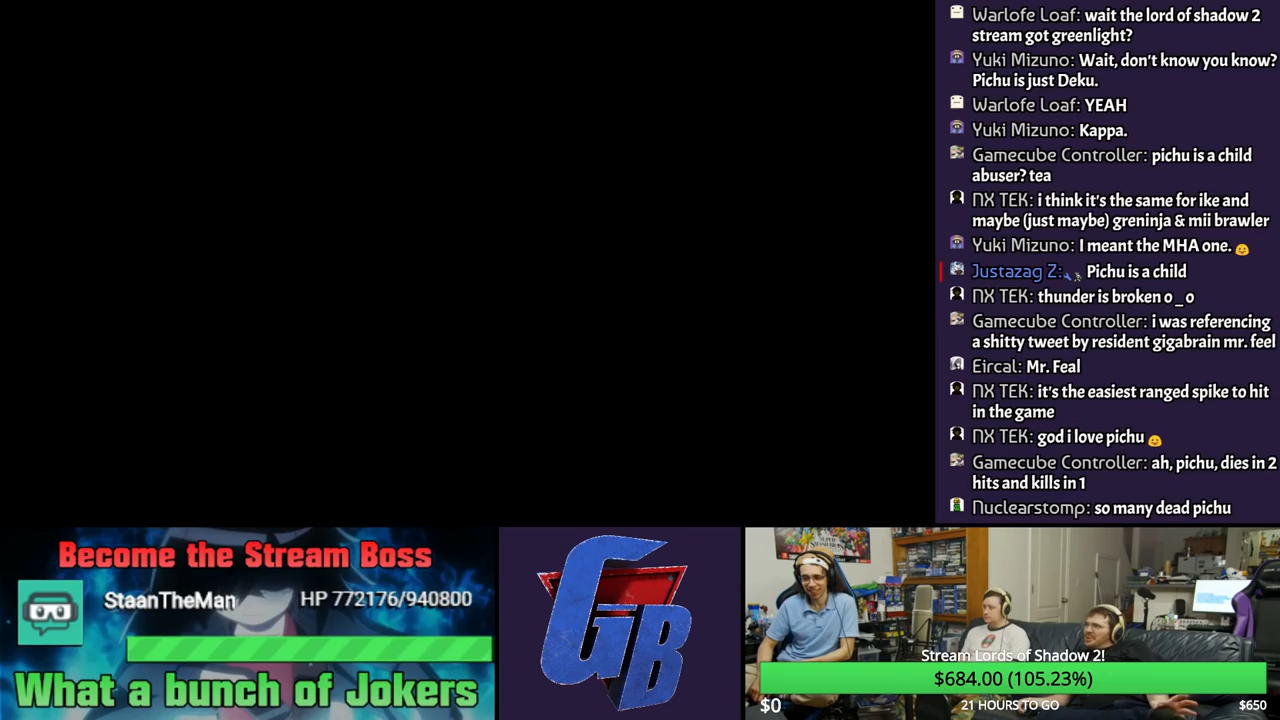 Warlofe Loaf: wait the lord of shadow 2
stream got greenlight?
Yuki Mizuno: Wait, don't know you know?
Pichu is just Deku.
Warlofe Loaf: YEAH
Yuki Mizuno: Kappa.
Gamecube Controller: pichu is a child
abuser? tea
NX TEK: i think it's the same for ike and
maybe (just maybe) greninja & mii brawler
Yuki Mizuno: I meant the MHA one.
Justazag Z: Pichu is a child
NX TEK: thunder is broken o _ o
Gamecube Controller: i was referencing
a shitty tweet by resident gigabrain mr. feel
Eircal: Mr. Feal
NX TEK: it's the easiest ranged spike to hit
in the game
NX TEK: god i love pichu
Gamecube Controller: ah, pichu, dies in 2
hits and kills in 1
Nuclearstomp: so many dead pichu
Become the Stream Boss
StaanTheMan HP 772176/940800
What a bunch of Jokers
GB
Stream Lords of Shadow 2!
$684.00 (105.23%)
$0 21 HOURS TO GO $650